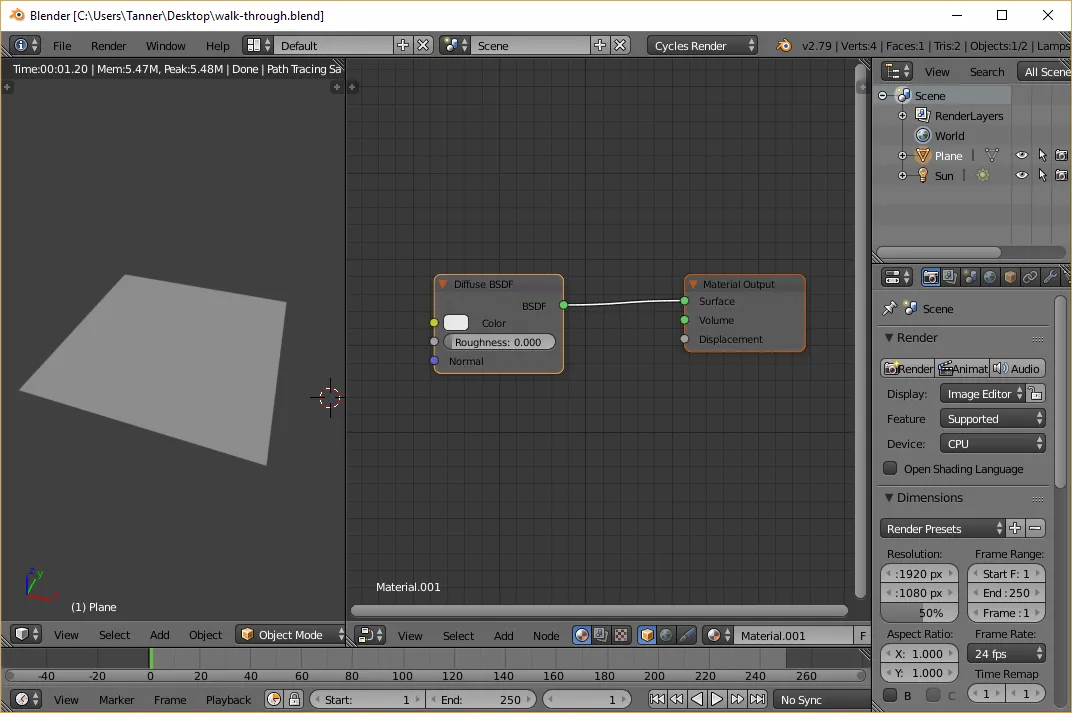 Blender [C:\Users\Tanner\Desktop\walk-through.blend]
File Render Window Help Default Scene Cycles Render v2.79 | Verts:4 | Faces:1 | Tris:2 | Objects:1/2 | Lamps
Time:00:01.20 | Mem:5.47M, Peak:5.48M | Done | Path Tracing Sa
View Search All Scene
Scene
RenderLayers
World
Plane |
Sun |
Diffuse BSDF
BSDF
Color
Roughness: 0.000
Normal
Material Output
Surface
Volume
Displacement
Scene
Render
Render Animat Audio
Display: Image Editor
Feature Supported
Device: CPU
Open Shading Language
Dimensions
Render Presets
Resolution: Frame Range:
:1920 px Start F: 1
:1080 px End :250
50% Frame :1
Aspect Ratio: Frame Rate:
X: 1.000 24 fps
Y: 1.000 Time Remap
B C 1 1
Z Y
(1) Plane
Material.001
View Select Add Object Object Mode
View Select Add Node Material.001 F
-40 -20 0 20 40 60 80 100 120 140 160 180 200 220 240 260
View Marker Frame Playback Start: 1 End: 250 1 No Sync